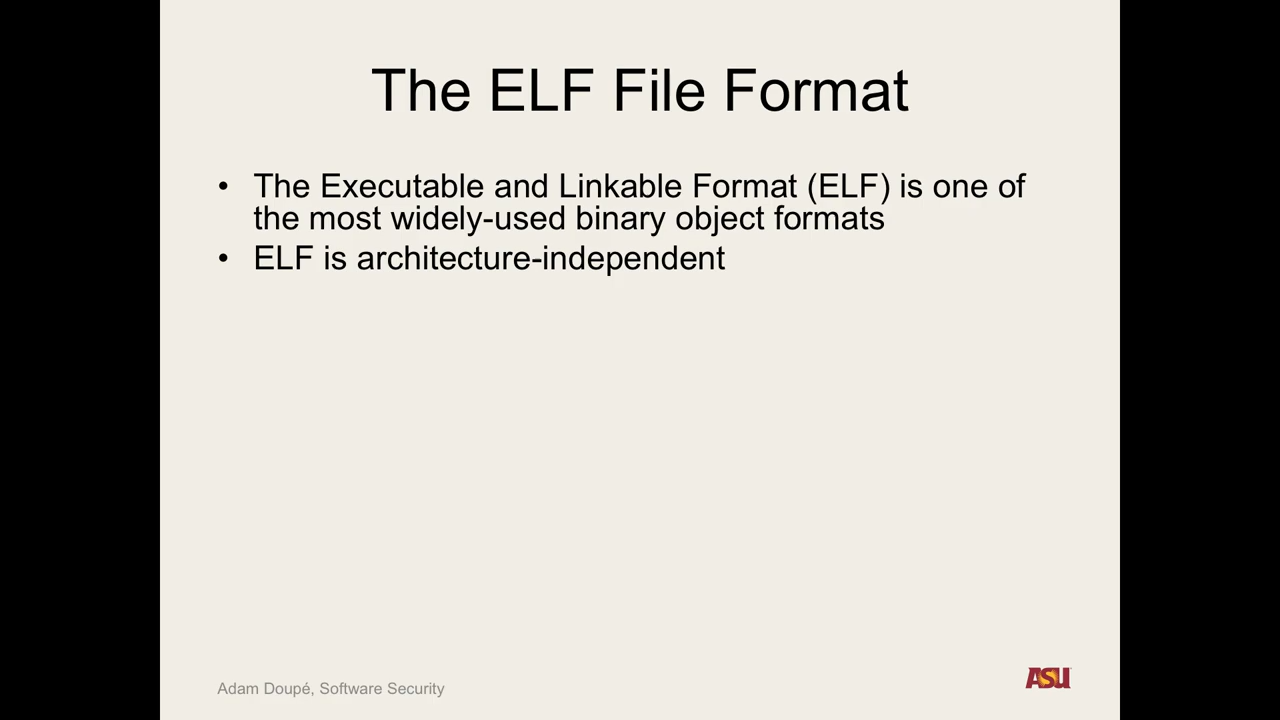 The ELF File Format
• The Executable and Linkable Format (ELF) is one of
the most widely-used binary object formats
• ELF is architecture-independent
Adam Doupé, Software Security
ASU